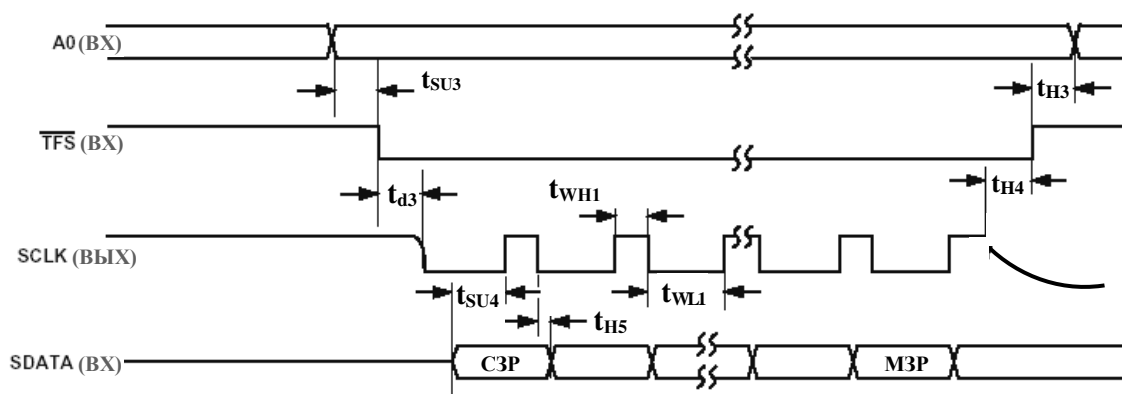 A0 (ВХ)
tSU3
tH3
TFS (ВХ)
td3
tWH1
tH4
SCLK (ВЫХ)
tSU4
tWL1
tH5
SDATA (ВХ)
СЗР
МЗР